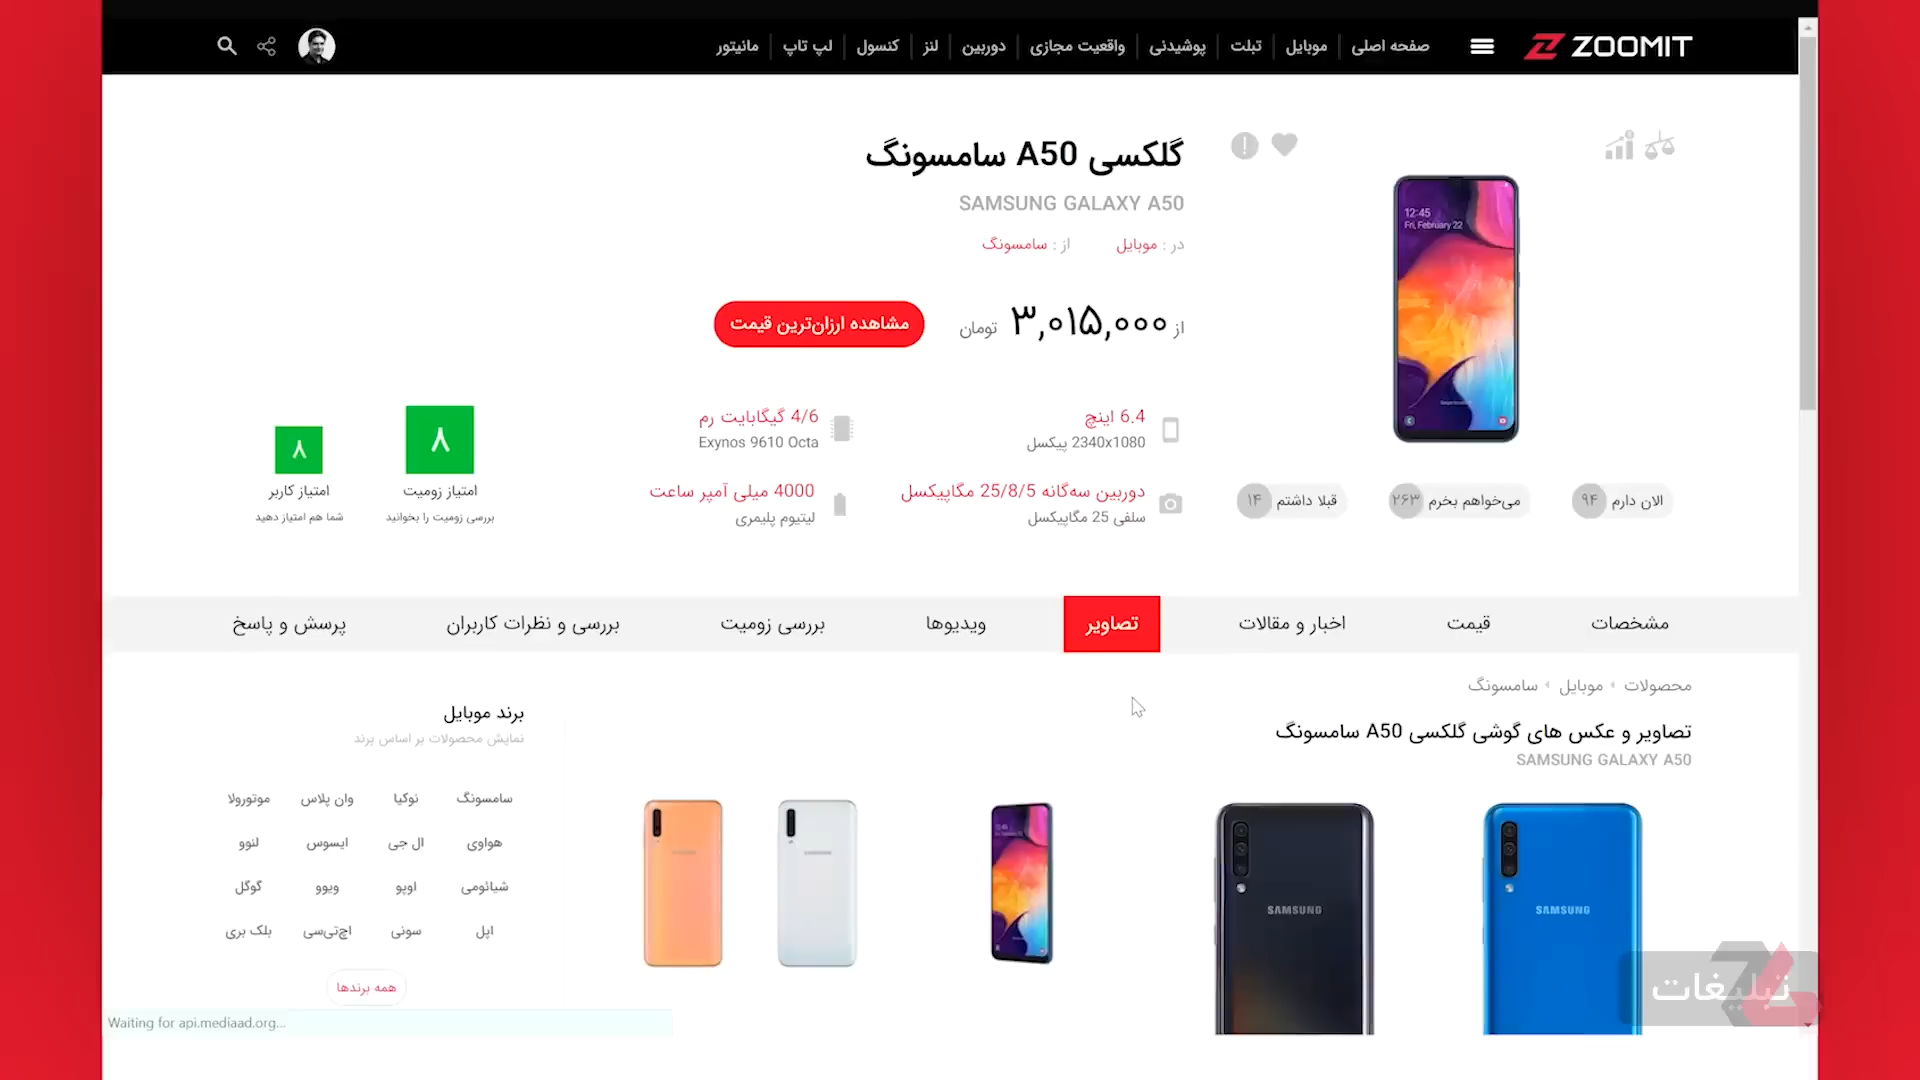 ZOOMIT
صفحه اصلی موبایل تبلت پوشیدنی واقعیت مجازی دوربین لنز کنسول لپ تاپ مانیتور
گلکسی A50 سامسونگ
SAMSUNG GALAXY A50
در : موبایل از : سامسونگ
از ۳,۰۱۵,۰۰۰ تومان
مشاهده ارزان‌ترین قیمت
12:45
Fri, February 22
6.4 اینچ
2340x1080 پیکسل
4/6 گیگابایت رم
Exynos 9610 Octa
دوربین سه‌گانه 25/8/5 مگاپیکسل
سلفی 25 مگاپیکسل
4000 میلی آمپر ساعت
لیتیوم پلیمری
۸
امتیاز زومیت
بررسی زومیت را بخوانید
۸
امتیاز کاربر
شما هم امتیاز دهید
الان دارم ۹۴
می‌خواهم بخرم ۲۶۳
قبلا داشتم ۱۴
مشخصات قیمت اخبار و مقالات تصاویر ویدیوها بررسی زومیت بررسی و نظرات کاربران پرسش و پاسخ
محصولات موبایل سامسونگ
تصاویر و عکس های گوشی گلکسی A50 سامسونگ
SAMSUNG GALAXY A50
SAMSUNG
SAMSUNG
برند موبایل
نمایش محصولات بر اساس برند
سامسونگ نوکیا وان پلاس موتورولا
هواوی ال جی ایسوس لنوو
شیائومی اوپو ویوو گوگل
اپل سونی اچ‌تی‌سی بلک بری
همه برندها
تبلیغات
Waiting for api.mediaad.org...